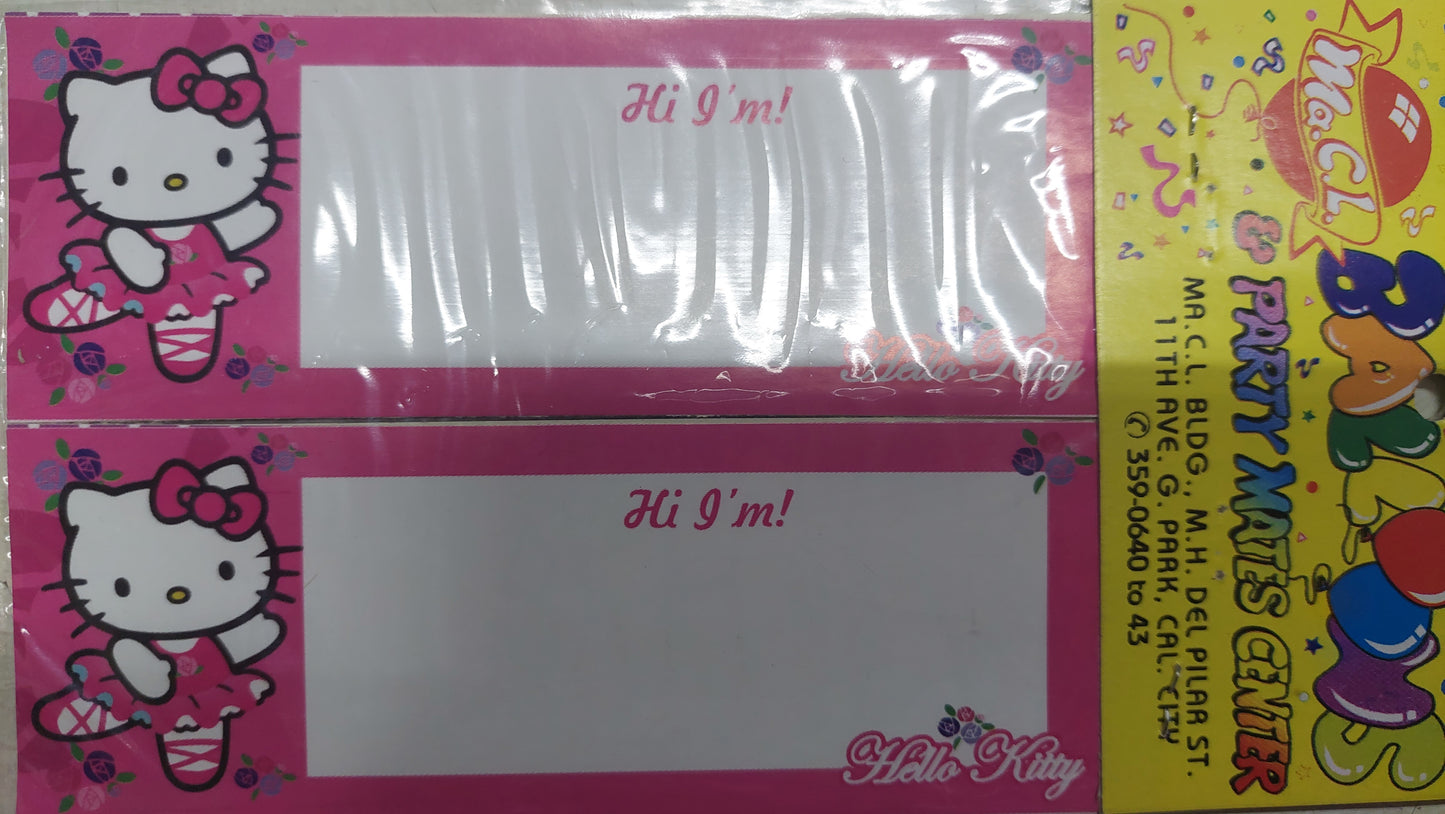 Hi I'm!
Hello Kitty
Hi I'm!
Hello Kitty
Ma.C.L.
BALLOONS
& PARTY MATES CENTER
MA.C.L. BLDG., M.H. DEL PILAR ST.
11TH AVE. G. PARK, CAL. CITY
✆ 359-0640 to 43